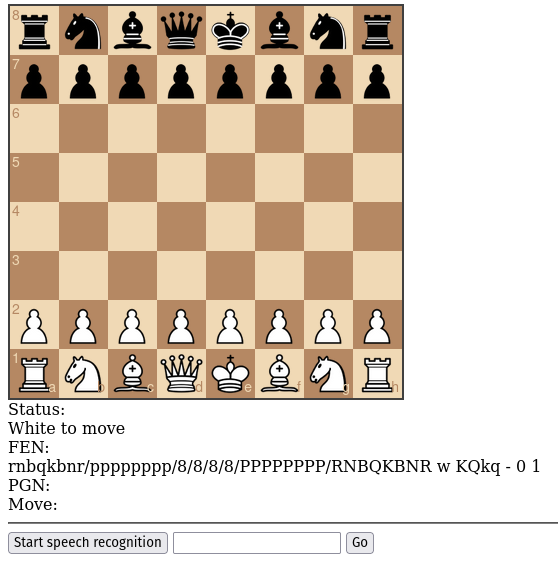 8
7
6
5
4
3
2
1
a b c d e f g h
Status:
White to move
FEN:
rnbqkbnr/pppppppp/8/8/8/8/PPPPPPPP/RNBQKBNR w KQkq - 0 1
PGN:
Move:
Start speech recognition Go